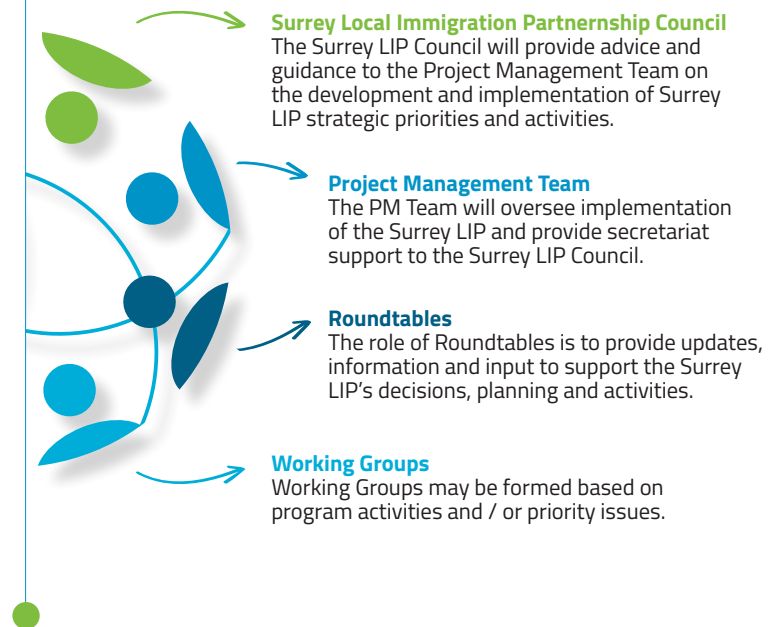 Surrey Local Immigration Partnernship Council
The Surrey LIP Council will provide advice and
guidance to the Project Management Team on
the development and implementation of Surrey
LIP strategic priorities and activities.
Project Management Team
The PM Team will oversee implementation
of the Surrey LIP and provide secretariat
support to the Surrey LIP Council.
Roundtables
The role of Roundtables is to provide updates,
information and input to support the Surrey
LIP’s decisions, planning and activities.
Working Groups
Working Groups may be formed based on
program activities and / or priority issues.